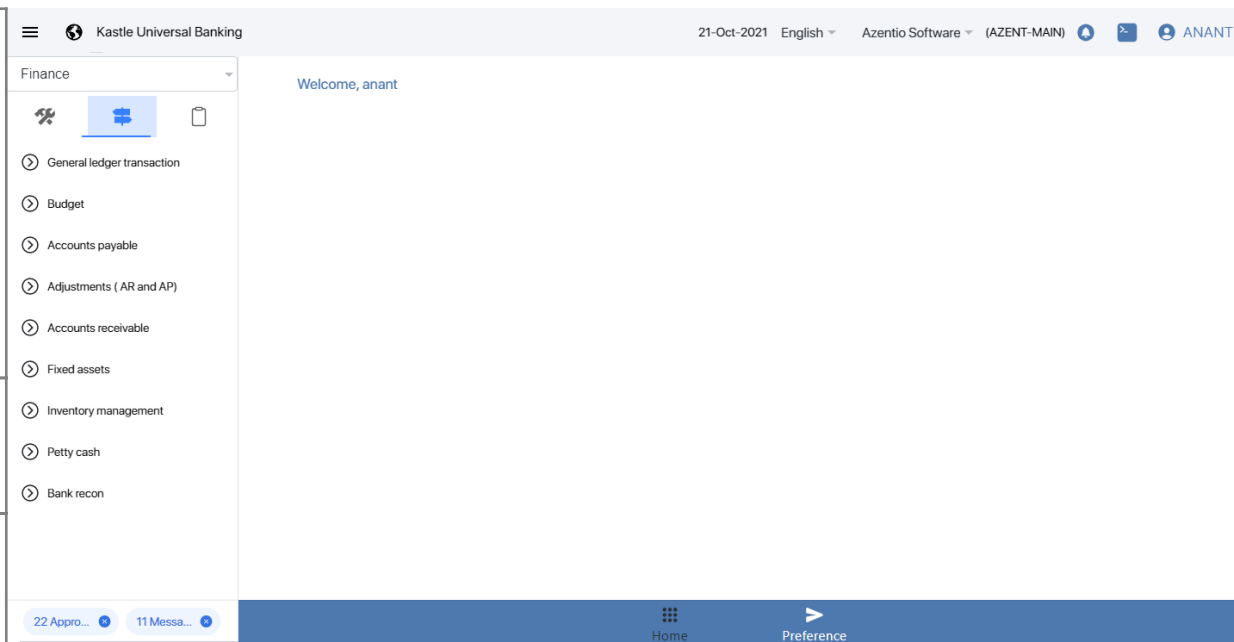 Kastle Universal Banking
21-Oct-2021 English Azentio Software (AZENT-MAIN) ANANT
Finance
Welcome, anant
General ledger transaction
Budget
Accounts payable
Adjustments ( AR and AP)
Accounts receivable
Fixed assets
Inventory management
Petty cash
Bank recon
22 Appro... 11 Messa...
Home Preference